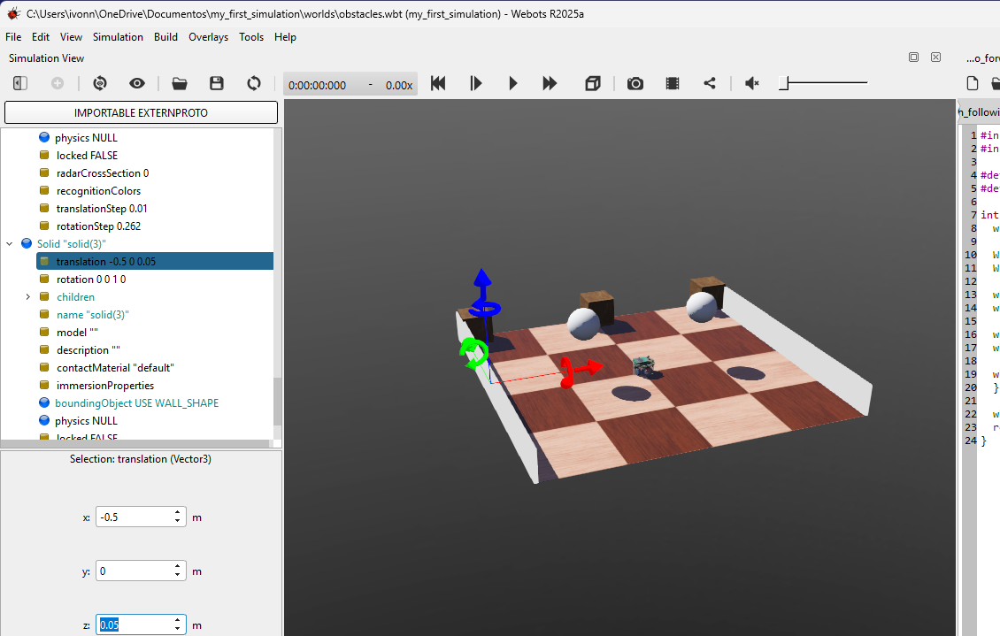 C:\Users\ivonn\OneDrive\Documentos\my_first_simulation\worlds\obstacles.wbt (my_first_simulation) - Webots R2025a
File Edit View Simulation Build Overlays Tools Help
Simulation View
...o_forw
0:00:00:000 - 0.00x
IMPORTABLE EXTERNPROTO
h_followi
physics NULL
locked FALSE
radarCrossSection 0
recognitionColors
translationStep 0.01
rotationStep 0.262
Solid "solid(3)"
translation -0.5 0 0.05
rotation 0 0 1 0
children
name "solid(3)"
model ""
description ""
contactMaterial "default"
immersionProperties
boundingObject USE WALL_SHAPE
physics NULL
locked FALSE
Selection: translation (Vector3)
x: -0.5 m
y: 0 m
z: 0.05 m
1 #in
2 #in
3
4 #de
5 #de
6
7 int
8 w
9
10 W
11 W
12
13 w
14 w
15
16 w
17 w
18
19 w
20 }
21
22 w
23 re
24 }